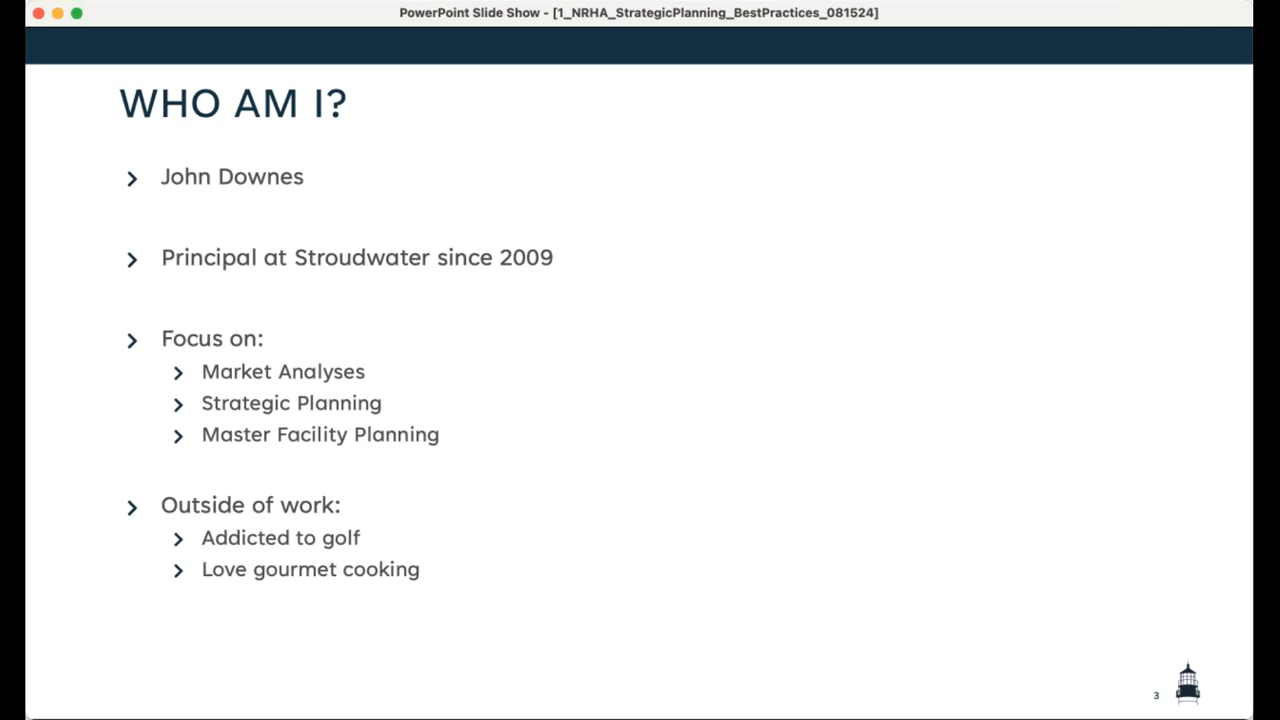 PowerPoint Slide Show - [1_NRHA_StrategicPlanning_BestPractices_081524]
WHO AM I?
John Downes
Principal at Stroudwater since 2009
Focus on:
Market Analyses
Strategic Planning
Master Facility Planning
Outside of work:
Addicted to golf
Love gourmet cooking
3